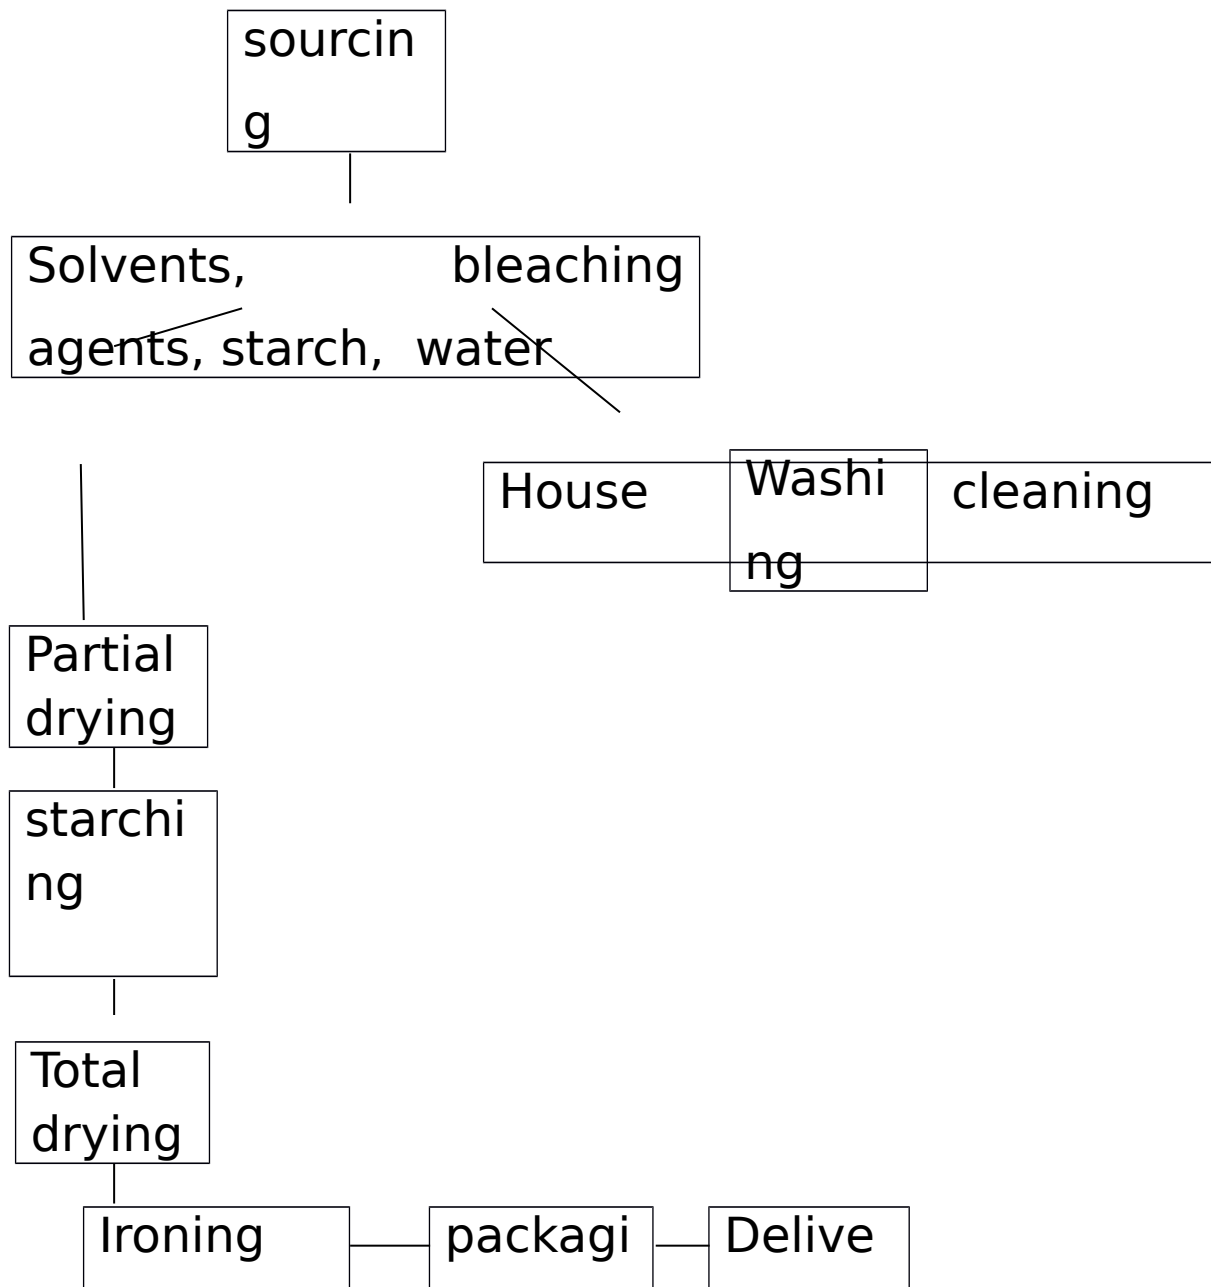 sourcin
g
Solvents, bleaching
agents, starch, water
House cleaning
Washi
ng
Partial
drying
starchi
ng
Total
drying
Ironing
packagi
Delive